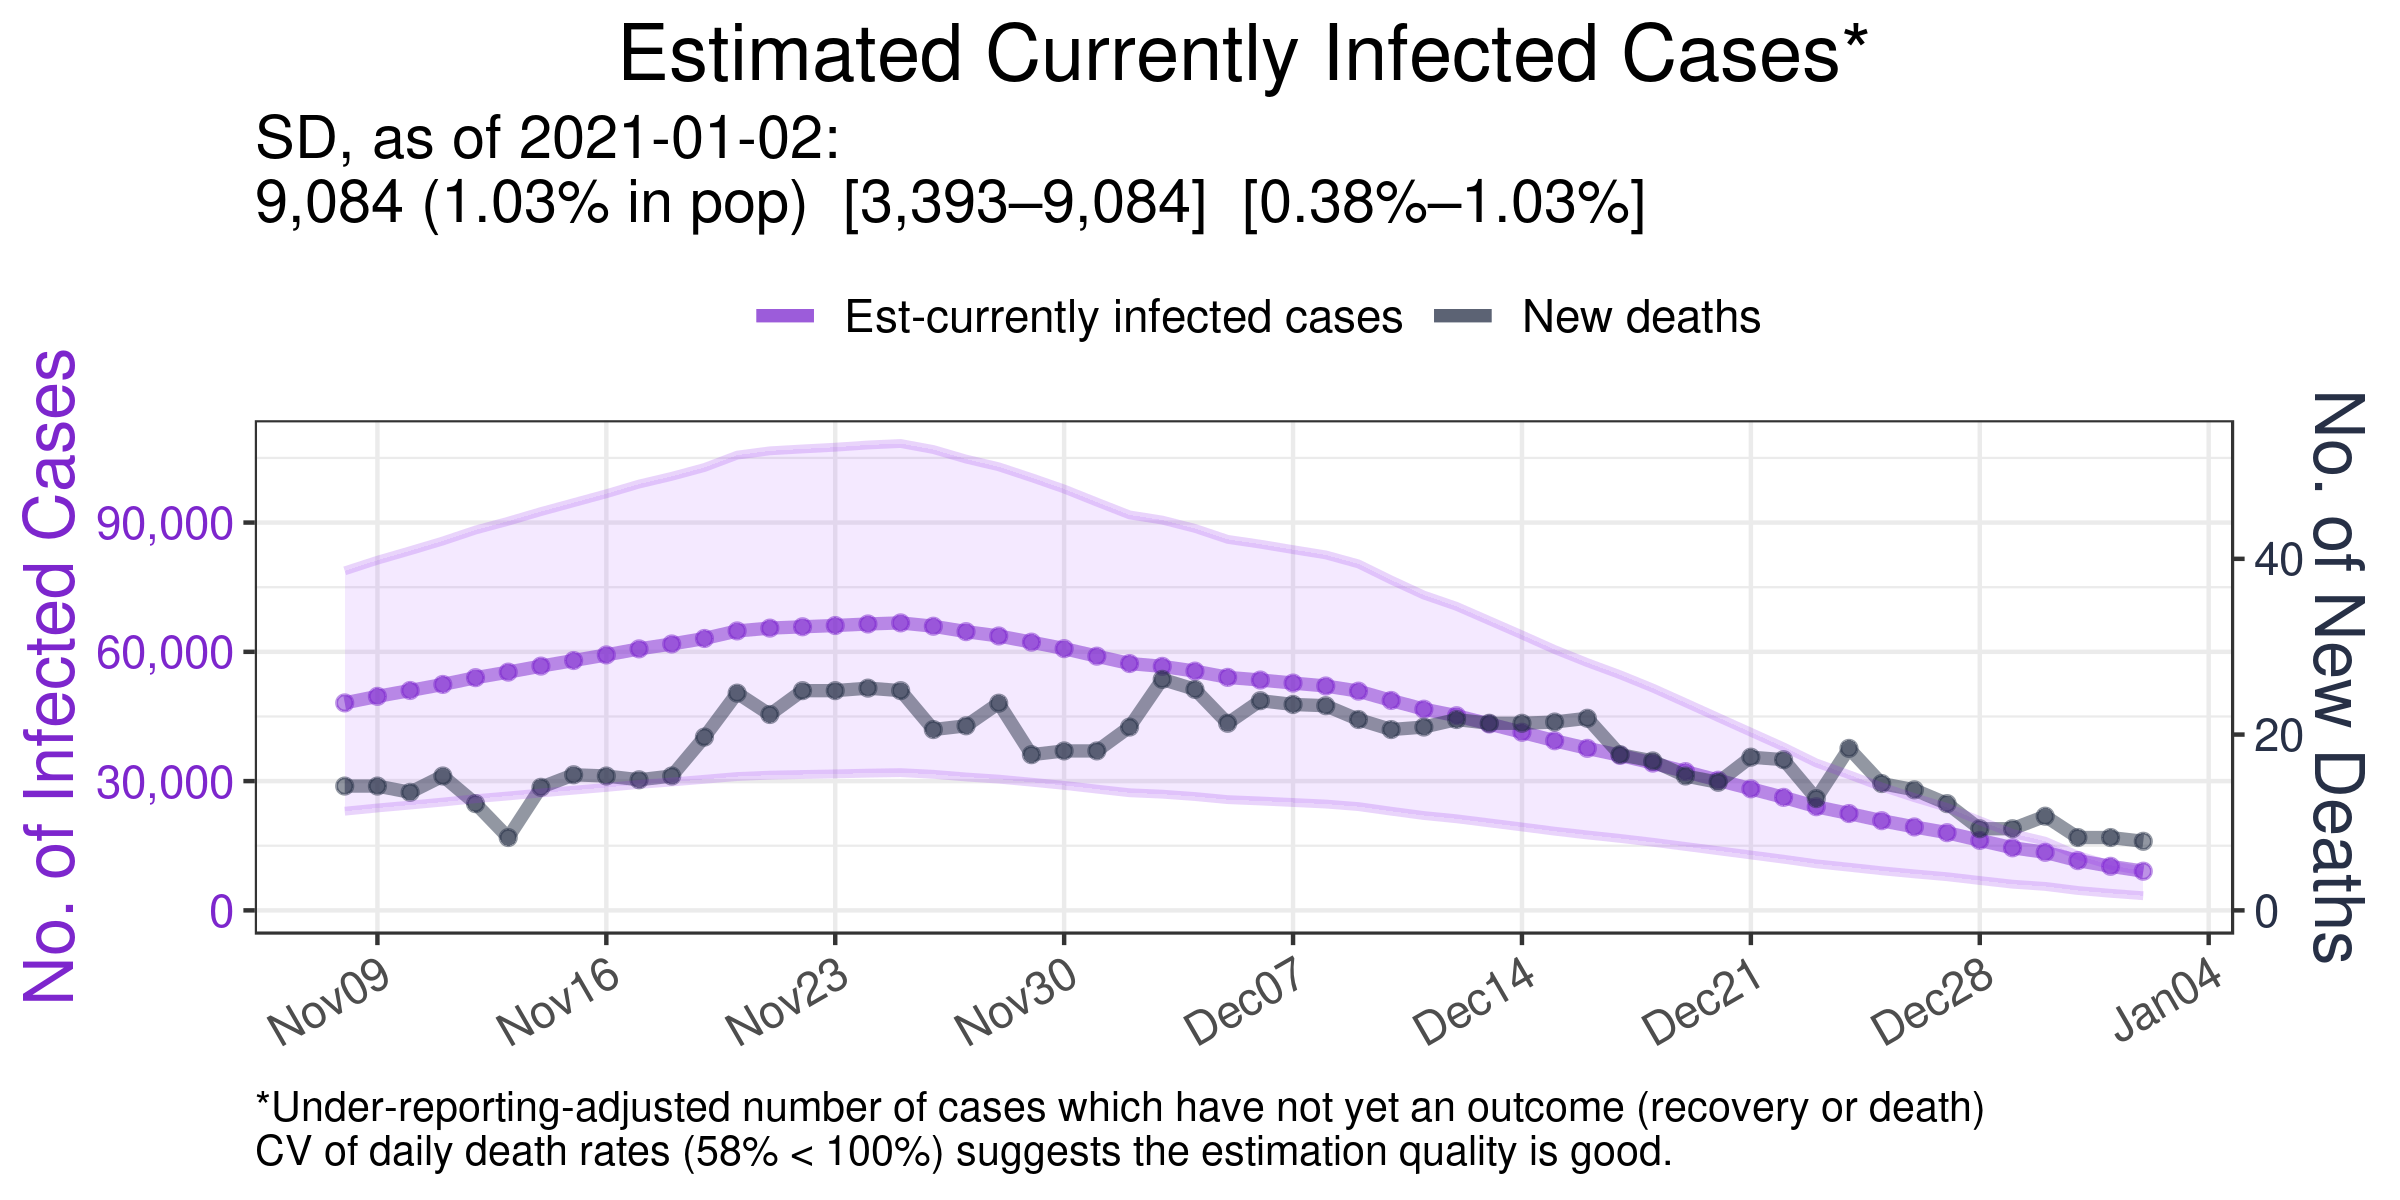 Estimated Currently Infected Cases*
SD, as of 2021-01-02:
9,084 (1.03% in pop)  [3,393–9,084]  [0.38%–1.03%]
Est-currently infected cases
New deaths
No. of Infected Cases
90,000
60,000
30,000
0
No. of New Deaths
40
20
0
Nov09
Nov16
Nov23
Nov30
Dec07
Dec14
Dec21
Dec28
Jan04
*Under-reporting-adjusted number of cases which have not yet an outcome (recovery or death)
CV of daily death rates (58% < 100%) suggests the estimation quality is good.